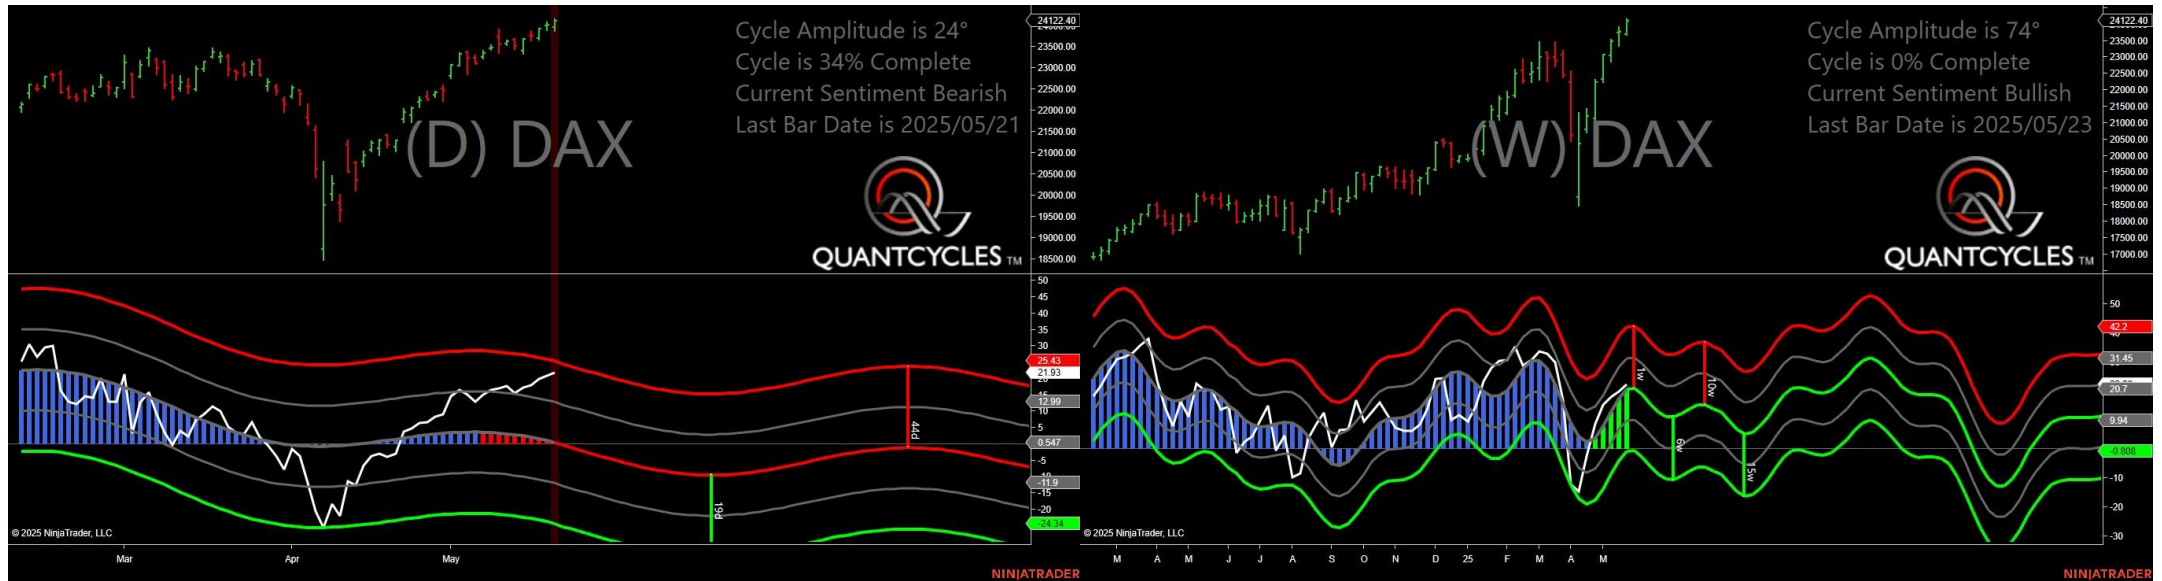 Cycle Amplitude is 24°
Cycle is 34% Complete
Current Sentiment Bearish
Last Bar Date is 2025/05/21
(D) DAX
QUANTCYCLES TM
24122.40
23500.00
23000.00
22500.00
22000.00
21500.00
21000.00
20500.00
20000.00
19500.00
19000.00
18500.00
50
45
40
35
30
25.43
21.93
20
15
12.99
10
5
0.547
-5
-11.9
-15
-20
-24.34
44d
19d
© 2025 NinjaTrader, LLC
Mar Apr May
NINJATRADER
Cycle Amplitude is 74°
Cycle is 0% Complete
Current Sentiment Bullish
Last Bar Date is 2025/05/23
(W) DAX
QUANTCYCLES TM
24122.40
23500.00
23000.00
22500.00
22000.00
21500.00
21000.00
20500.00
20000.00
19500.00
19000.00
18500.00
18000.00
17500.00
17000.00
50
42.2
31.45
20.7
9.94
-0.808
-10
-20
-30
1w
10w
6w
15w
© 2025 NinjaTrader, LLC
M A M J J A S O N D 25 F M A M
NINJATRADER